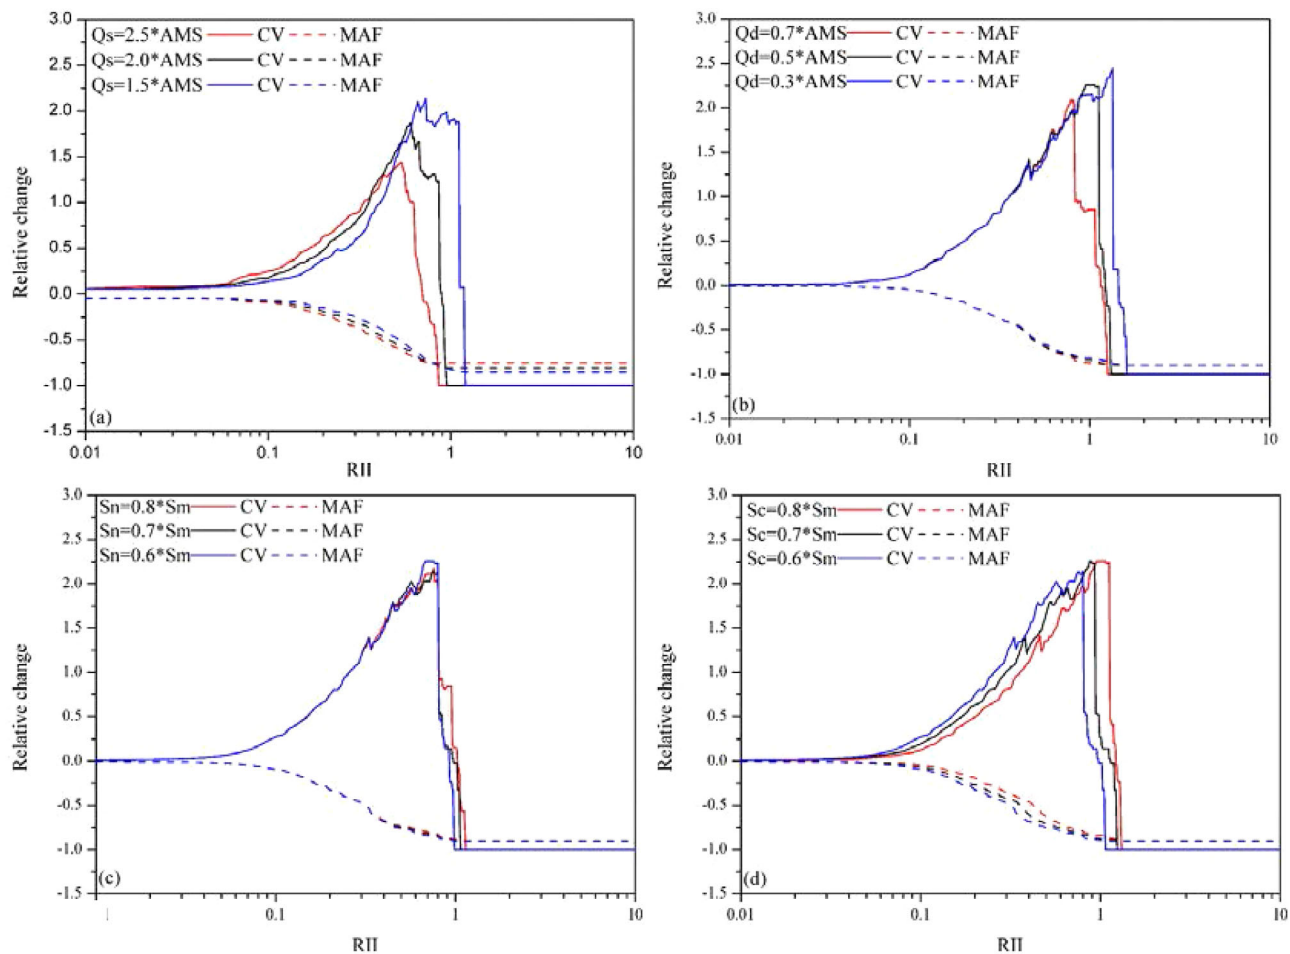 3.0
2.5
2.0
1.5
1.0
0.5
0.0
-0.5
-1.0
-1.5
Relative change
Qs=2.5*AMS CV MAF
Qs=2.0*AMS CV MAF
Qs=1.5*AMS CV MAF
(a)
0.01 0.1 1 10
RII
3.0
2.5
2.0
1.5
1.0
0.5
0.0
-0.5
-1.0
-1.5
Relative change
Qd=0.7*AMS CV MAF
Qd=0.5*AMS CV MAF
Qd=0.3*AMS CV MAF
(b)
0.01 0.1 1 10
RII
3.0
2.5
2.0
1.5
1.0
0.5
0.0
-0.5
-1.0
-1.5
Relative change
Sn=0.8*Sm CV MAF
Sn=0.7*Sm CV MAF
Sn=0.6*Sm CV MAF
(c)
0.1 1 10
RII
3.0
2.5
2.0
1.5
1.0
0.5
0.0
-0.5
-1.0
-1.5
Relative change
Sc=0.8*Sm CV MAF
Sc=0.7*Sm CV MAF
Sc=0.6*Sm CV MAF
(d)
0.01 0.1 1 10
RII